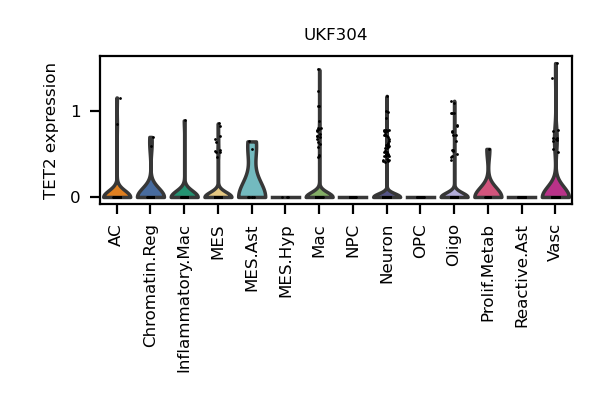 UKF304
TET2 expression
1
0
AC
Chromatin.Reg
Inflammatory.Mac
MES
MES.Ast
MES.Hyp
Mac
NPC
Neuron
OPC
Oligo
Prolif.Metab
Reactive.Ast
Vasc